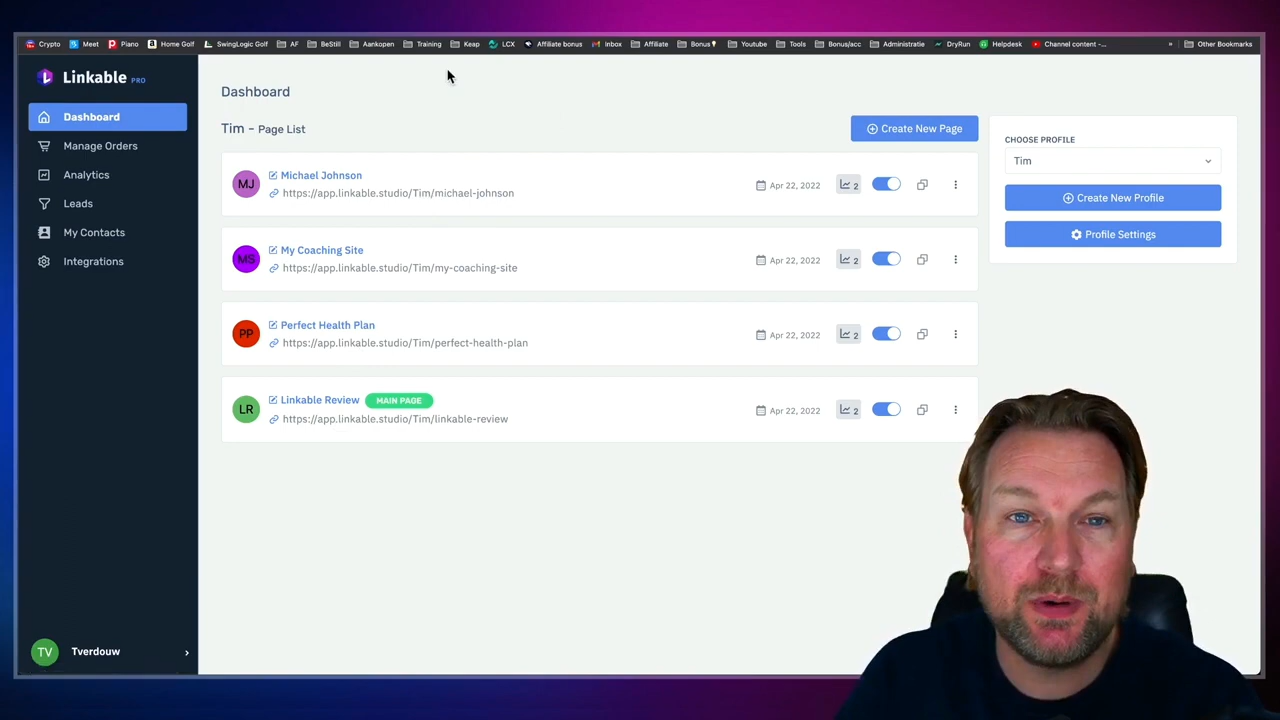 Crypto Meet Piano Home Golf SwingLogic Golf AF BeStill Aankopen Training Keap LCX Affiliate bonus Inbox Affiliate Bonus Youtube Tools Bonus/acc Administratie DryRun Helpdesk Channel content -... » Other Bookmarks
Linkable PRO
Dashboard
Manage Orders
Analytics
Leads
My Contacts
Integrations
TV Tverdouw >
Dashboard
Tim - Page List
Create New Page
MJ Michael Johnson
https://app.linkable.studio/Tim/michael-johnson
Apr 22, 2022 2
MS My Coaching Site
https://app.linkable.studio/Tim/my-coaching-site
Apr 22, 2022 2
PP Perfect Health Plan
https://app.linkable.studio/Tim/perfect-health-plan
Apr 22, 2022 2
LR Linkable Review MAIN PAGE
https://app.linkable.studio/Tim/linkable-review
Apr 22, 2022 2
CHOOSE PROFILE
Tim
Create New Profile
Profile Settings